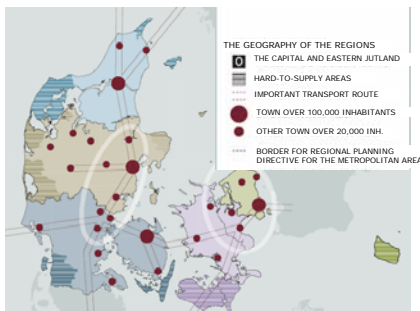 THE GEOGRAPHY OF THE REGIONS
THE CAPITAL AND EASTERN JUTLAND
HARD-TO-SUPPLY AREAS
IMPORTANT TRANSPORT ROUTE
TOWN OVER 100,000 INHABITANTS
OTHER TOWN OVER 20,000 INH.
BORDER FOR REGIONAL PLANNING
DIRECTIVE FOR THE METROPOLITAN AREA